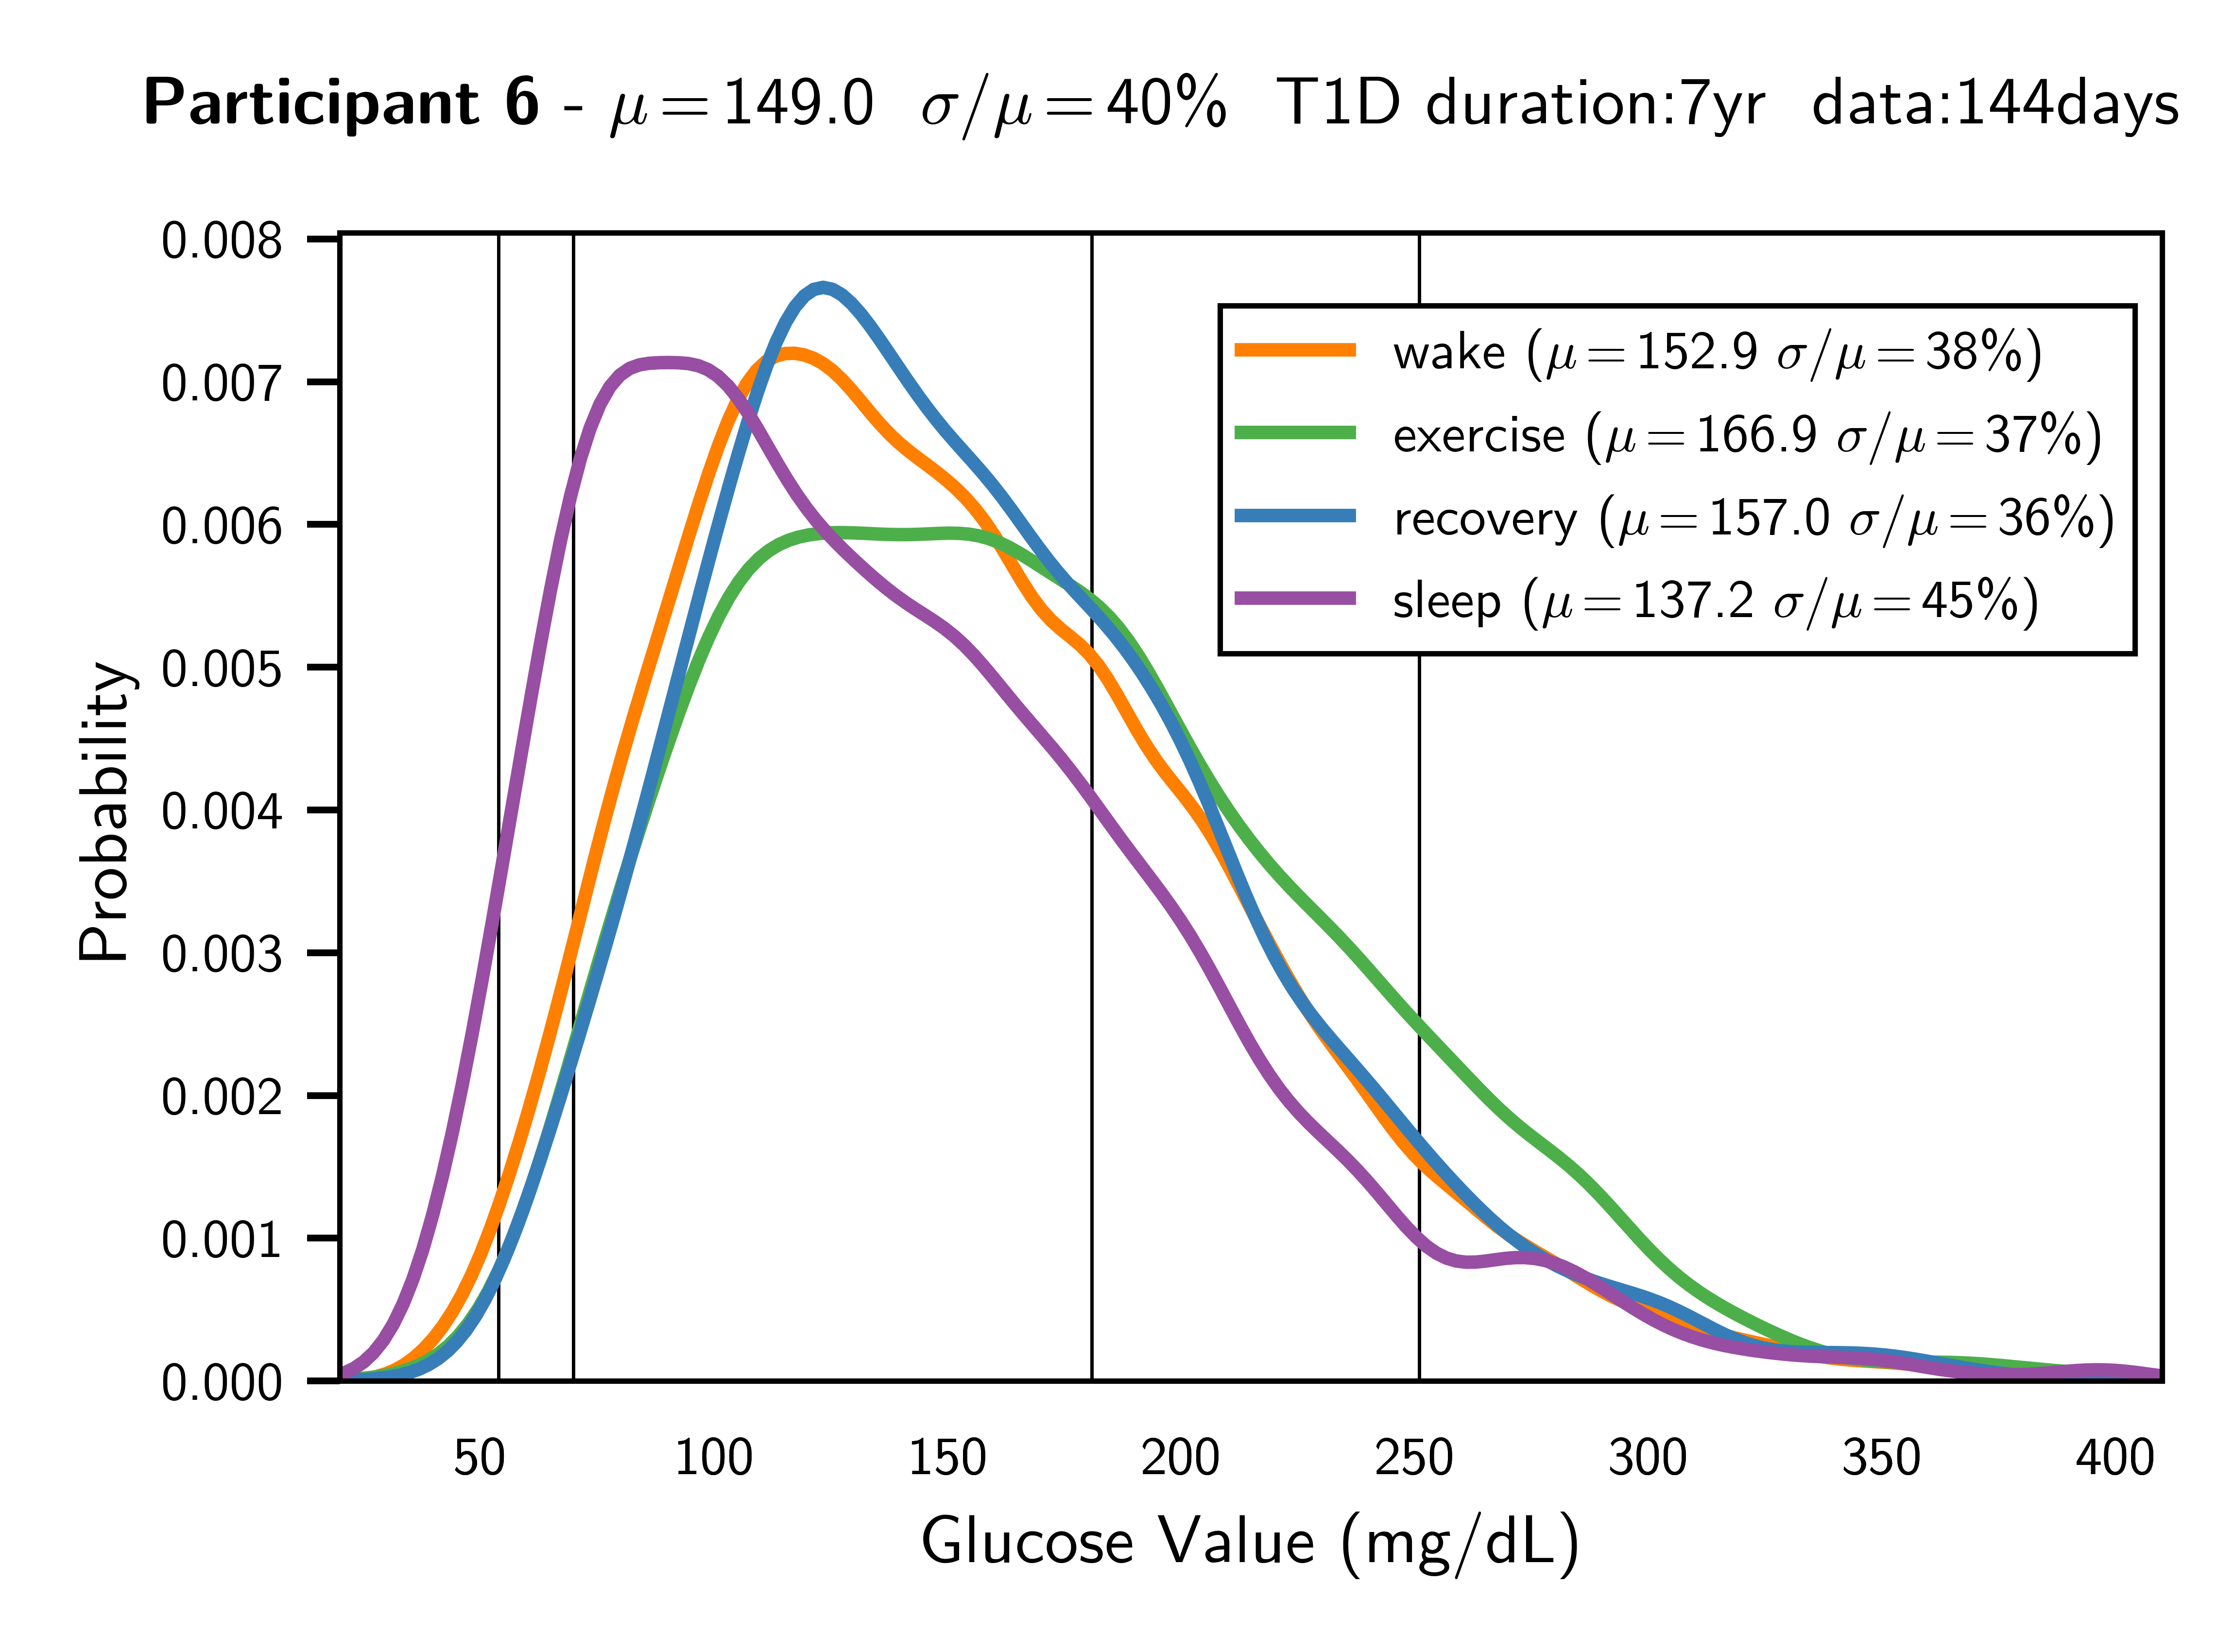 Participant 6 - μ=149.0 σ/μ=40% T1D duration:7yr data:144days
0.008
0.007
0.006
0.005
0.004
0.003
0.002
0.001
0.000
Probability
wake (μ=152.9 σ/μ=38%)
exercise (μ=166.9 σ/μ=37%)
recovery (μ=157.0 σ/μ=36%)
sleep (μ=137.2 σ/μ=45%)
50 100 150 200 250 300 350 400
Glucose Value (mg/dL)